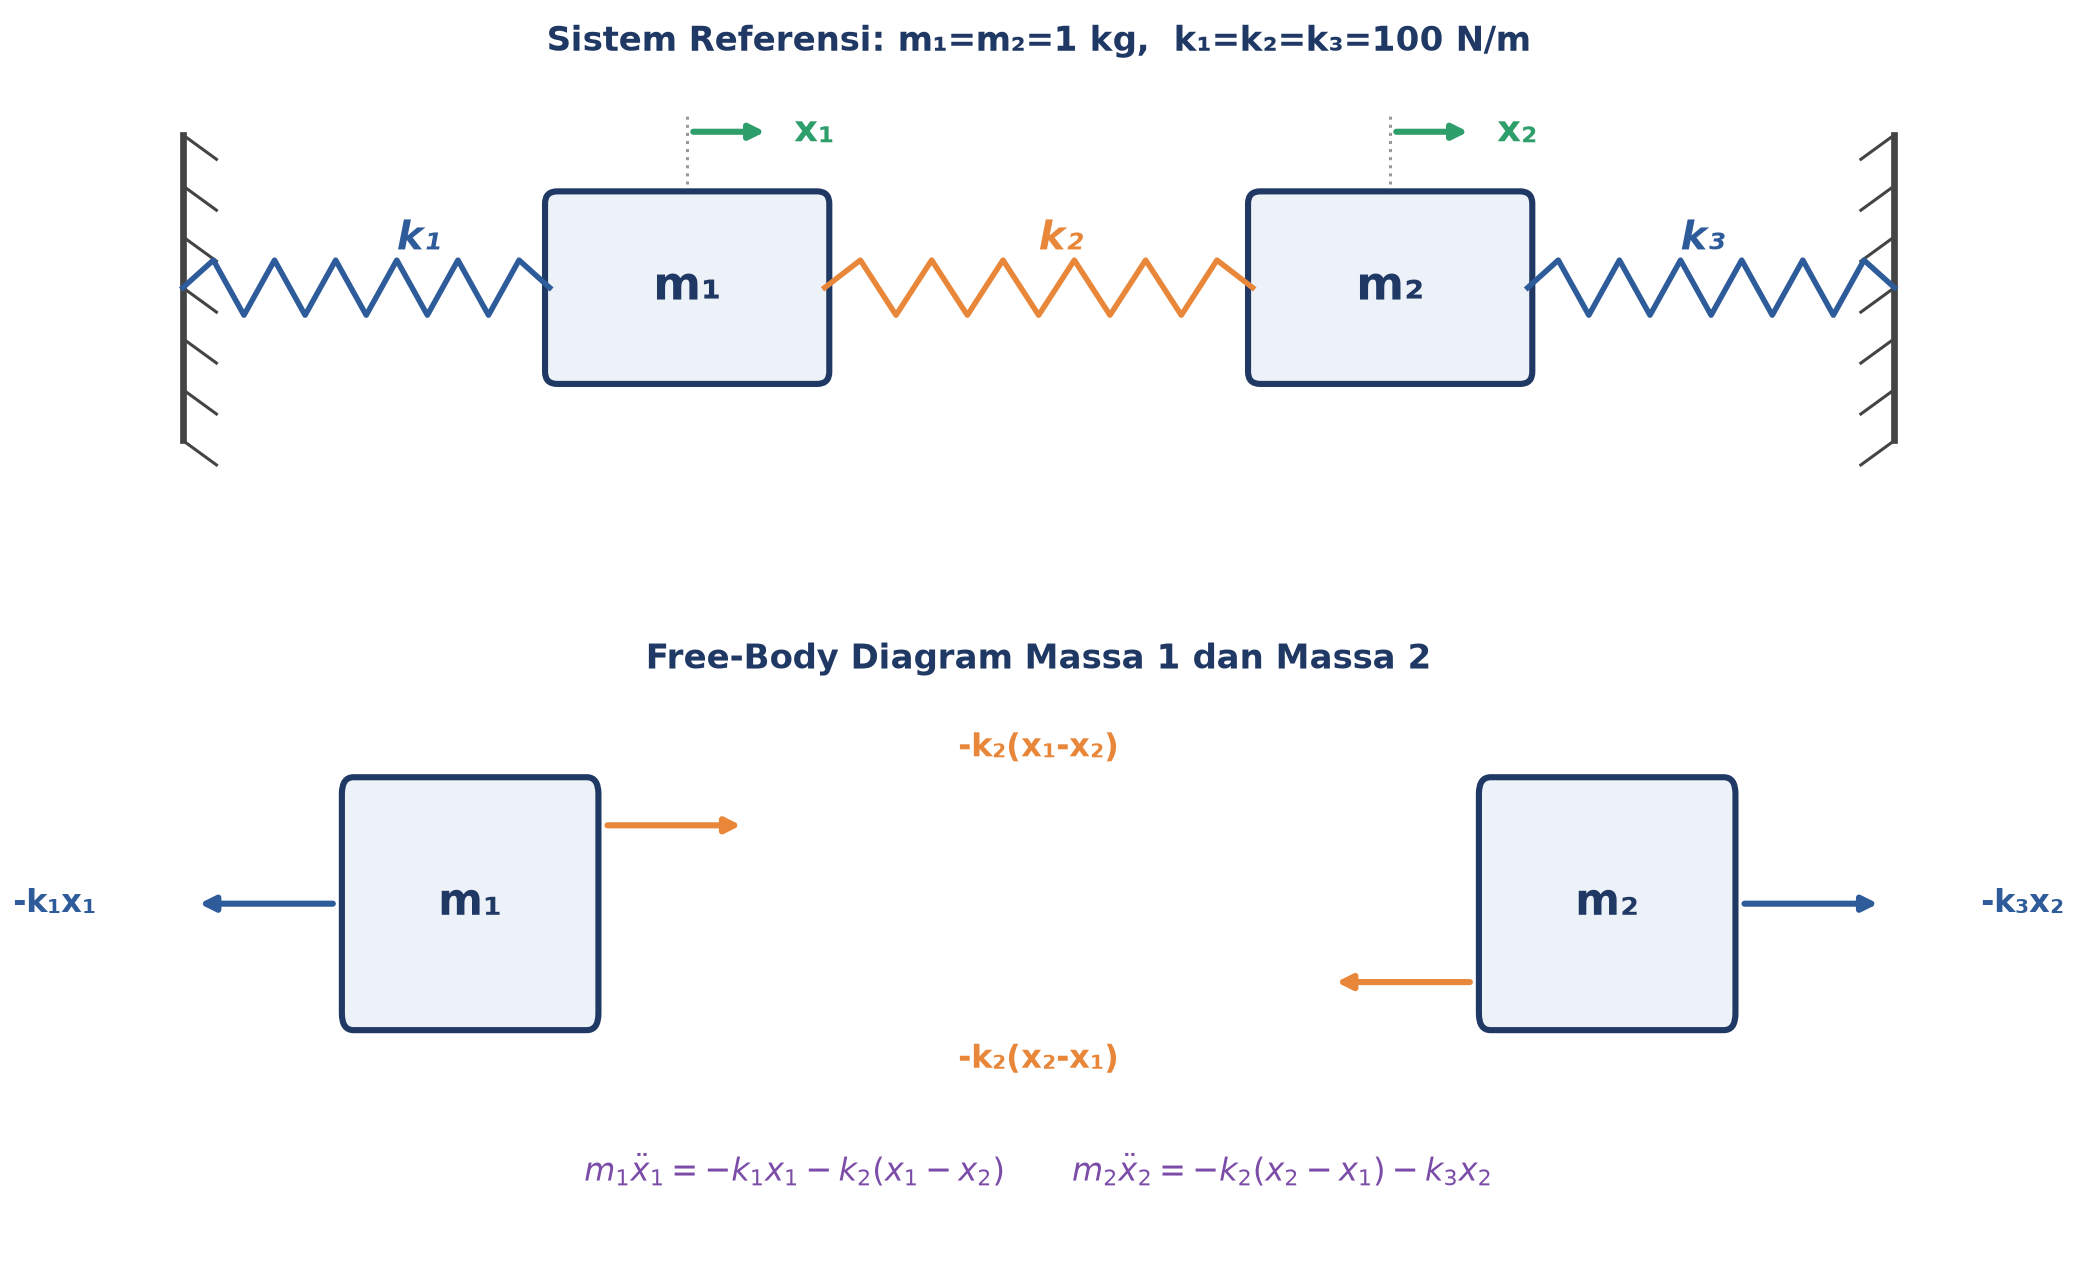 Sistem Referensi: m₁=m₂=1 kg,  k₁=k₂=k₃=100 N/m
x₁
x₂
k₁
k₂
k₃
m₁
m₂
Free-Body Diagram Massa 1 dan Massa 2
-k₂(x₁-x₂)
-k₁x₁
m₁
m₂
-k₃x₂
-k₂(x₂-x₁)
m₁ẍ₁ = −k₁x₁ − k₂(x₁ − x₂)    m₂ẍ₂ = −k₂(x₂ − x₁) − k₃x₂